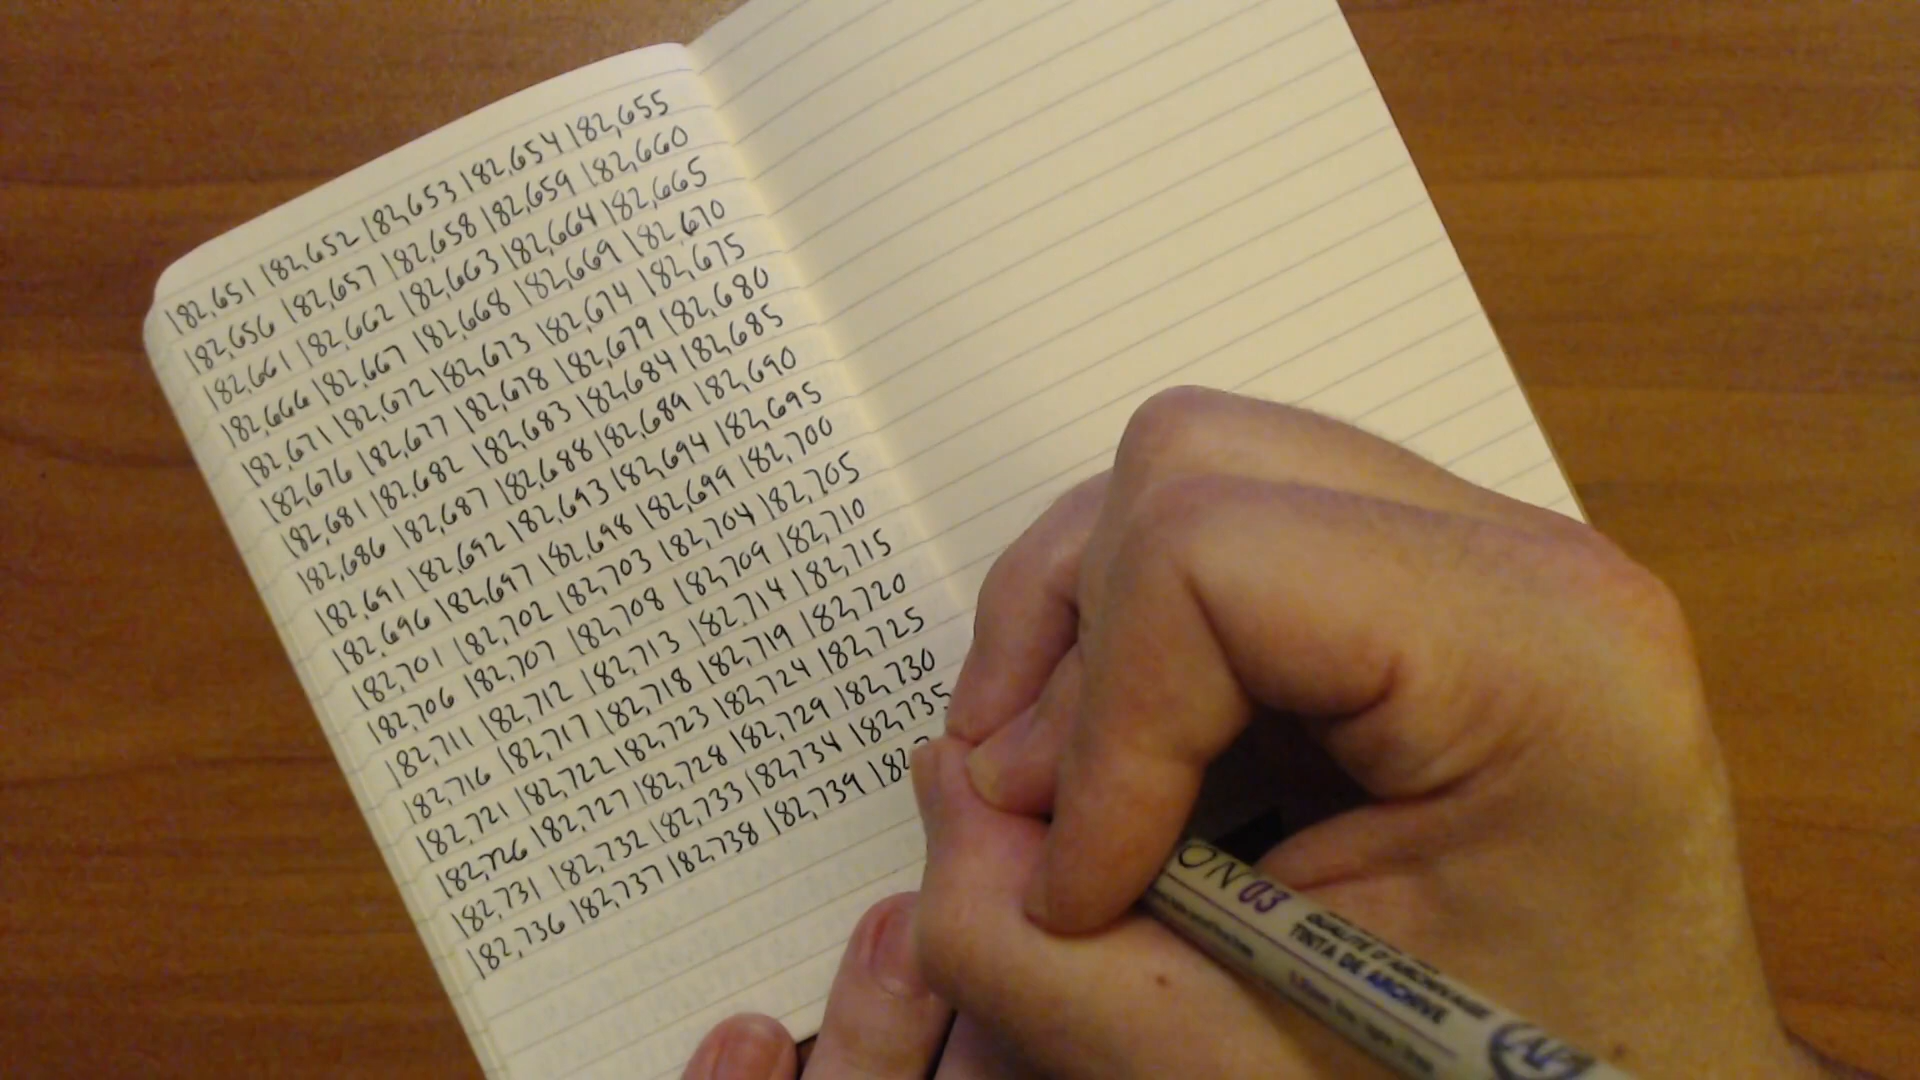 182,651 182,652 182,653 182,654 182,655
182,656 182,657 182,658 182,659 182,660
182,661 182,662 182,663 182,664 182,665
182,666 182,667 182,668 182,669 182,670
182,671 182,672 182,673 182,674 182,675
182,676 182,677 182,678 182,679 182,680
182,681 182,682 182,683 182,684 182,685
182,686 182,687 182,688 182,689 182,690
182,691 182,692 182,693 182,694 182,695
182,696 182,697 182,698 182,699 182,700
182,701 182,702 182,703 182,704 182,705
182,706 182,707 182,708 182,709 182,710
182,711 182,712 182,713 182,714 182,715
182,716 182,717 182,718 182,719 182,720
182,721 182,722 182,723 182,724 182,725
182,726 182,727 182,728 182,729 182,730
182,731 182,732 182,733 182,734 182,735
182,736 182,737 182,738 182,739 182,7
ON 03
QUALITÉ D'ARCHIVAGE
TINTA DE ARCHIVE